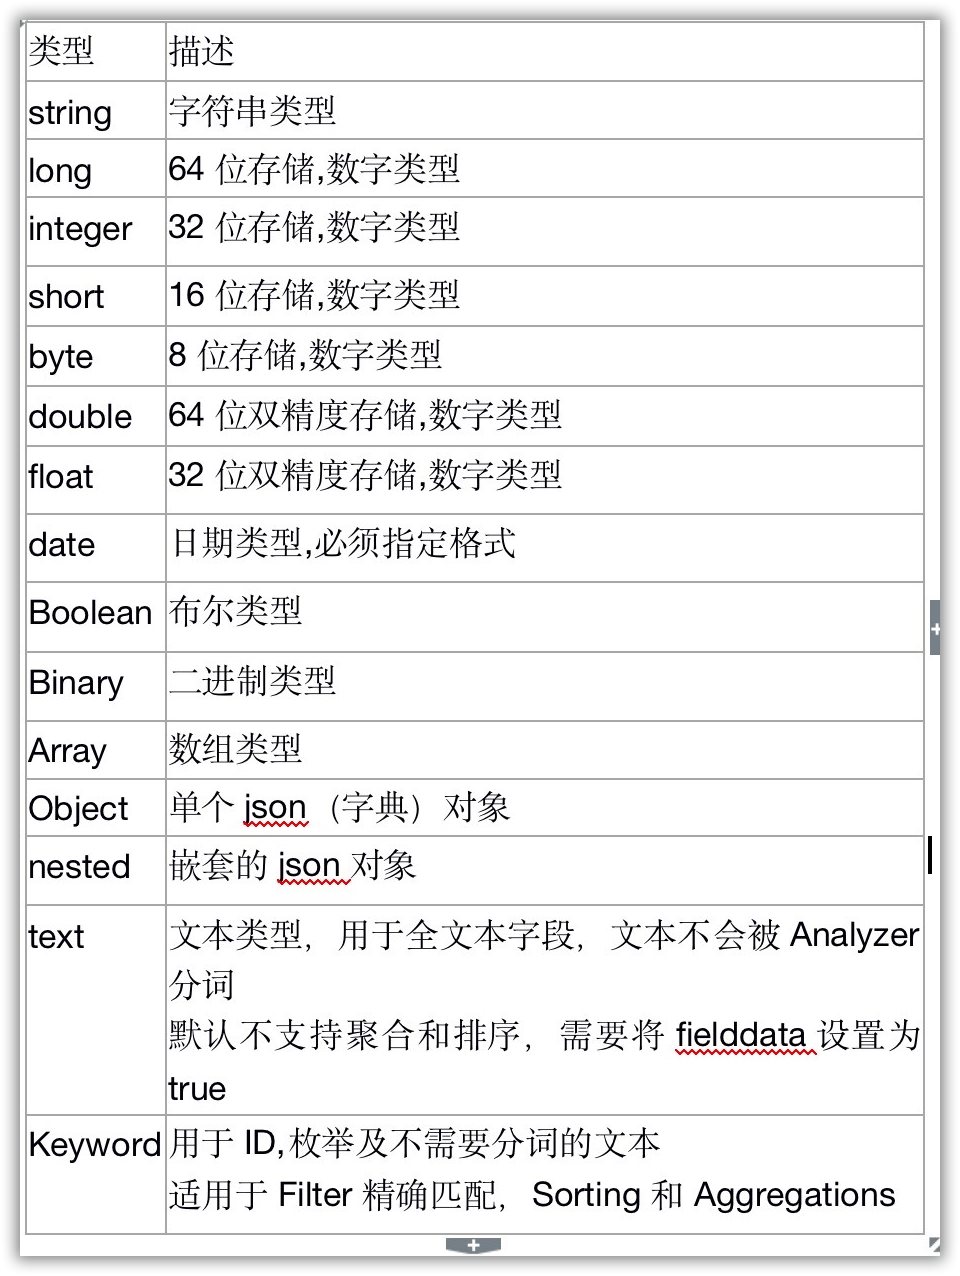 类型 描述
string 字符串类型
long 64 位存储,数字类型
integer 32 位存储,数字类型
short 16 位存储,数字类型
byte 8 位存储,数字类型
double 64 位双精度存储,数字类型
float 32 位双精度存储,数字类型
date 日期类型,必须指定格式
Boolean 布尔类型
Binary 二进制类型
Array 数组类型
Object 单个 json（字典）对象
nested 嵌套的 json 对象
text 文本类型，用于全文本字段，文本不会被 Analyzer
分词
默认不支持聚合和排序，需要将 fielddata 设置为
true
Keyword 用于 ID,枚举及不需要分词的文本
适用于 Filter 精确匹配，Sorting 和 Aggregations